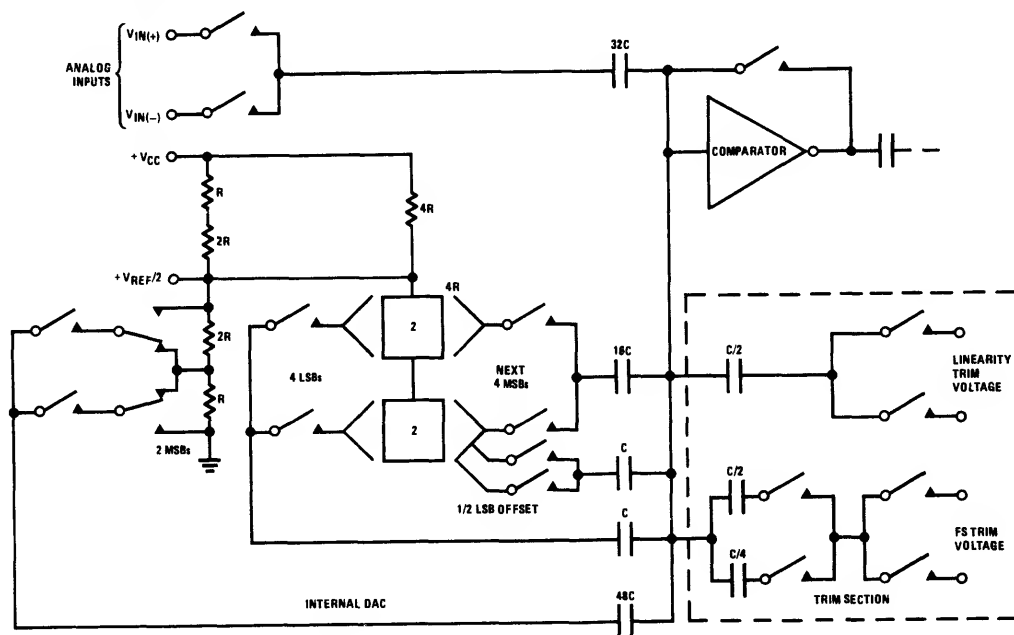 VIN(+)
ANALOG
INPUTS
VIN(−)
32C
COMPARATOR
+ VCC
R
2R
4R
+VREF/2
4R
2
2R
4 LSBs
NEXT
4 MSBs
16C
C/2
LINEARITY
TRIM
VOLTAGE
R
2 MSBs
2
C
1/2 LSB OFFSET
C
C/2
C/4
FS TRIM
VOLTAGE
TRIM SECTION
INTERNAL DAC
48C